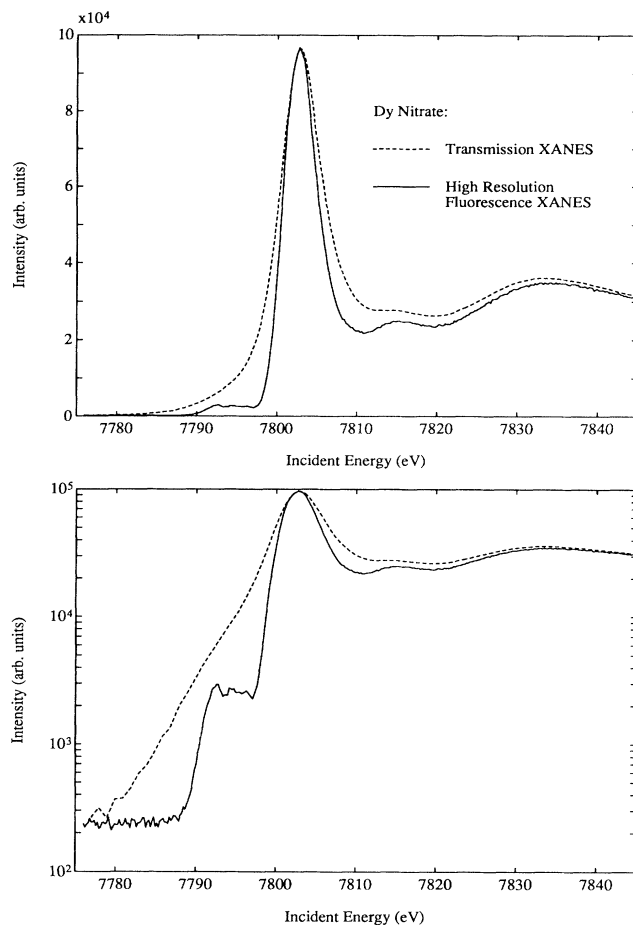 x10⁴
10
8
6
4
2
0
Intensity (arb. units)
Dy Nitrate:
Transmission XANES
High Resolution
Fluorescence XANES
7780 7790 7800 7810 7820 7830 7840
Incident Energy (eV)
10⁵
10⁴
10³
10²
Intensity (arb. units)
7780 7790 7800 7810 7820 7830 7840
Incident Energy (eV)